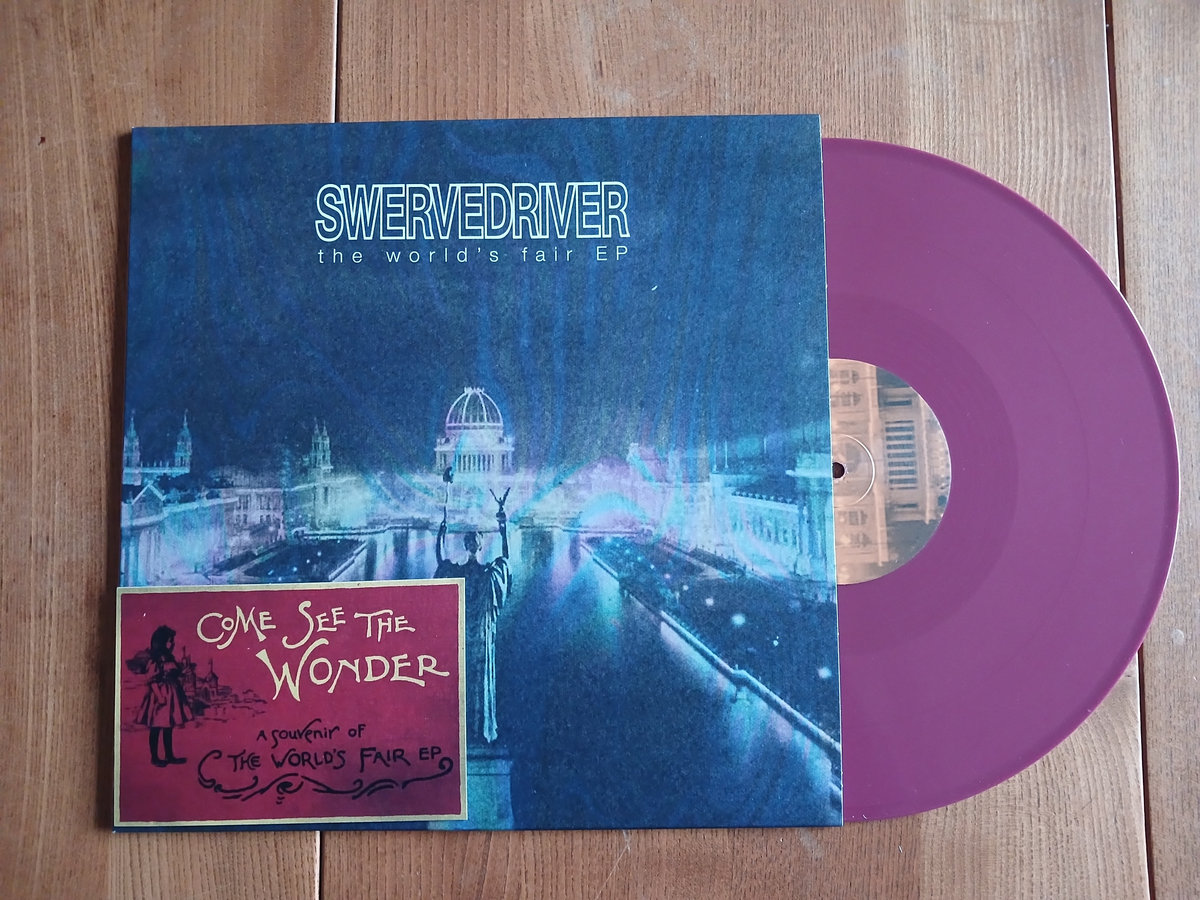 SWERVEDRIVER
the world's fair EP
COME SEE THE
WONDER
A SOUVENIR OF
THE WORLD'S FAIR EP